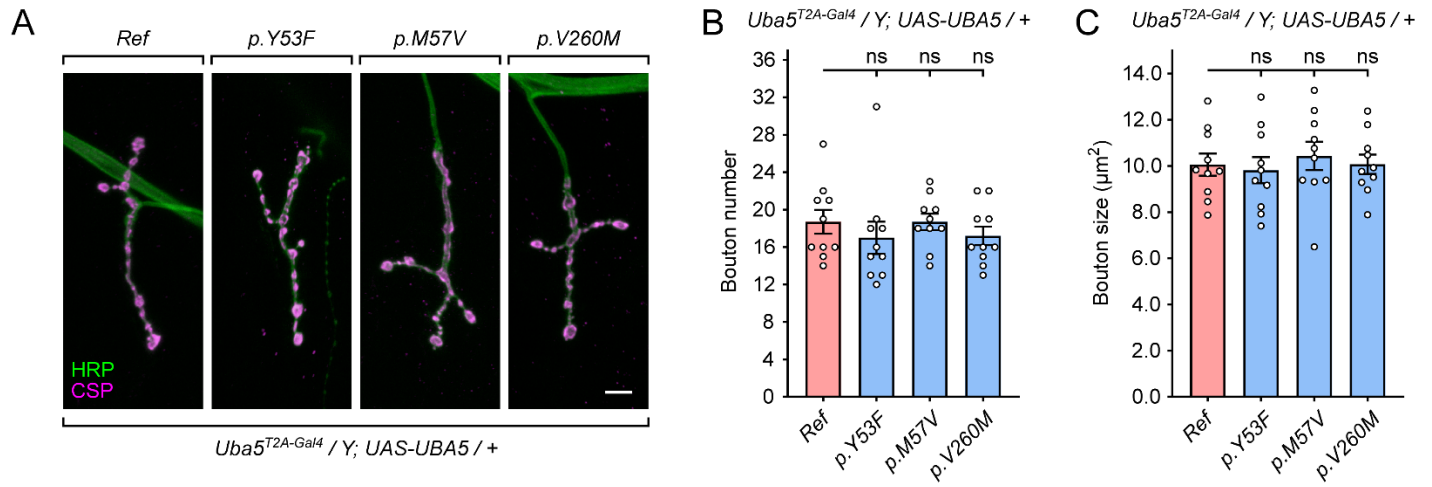 A
Ref
p.Y53F
p.M57V
p.V260M
HRP
CSP
Uba5T2A-Gal4 / Y; UAS-UBA5 / +
B
Uba5T2A-Gal4 / Y; UAS-UBA5 / +
ns
ns
ns
36
32
28
24
20
16
12
8
4
0
Bouton number
Ref
p.Y53F
p.M57V
p.V260M
C
Uba5T2A-Gal4 / Y; UAS-UBA5 / +
ns
ns
ns
14.0
12.0
10.0
8.0
6.0
4.0
2.0
0.0
Bouton size (μm2)
Ref
p.Y53F
p.M57V
p.V260M